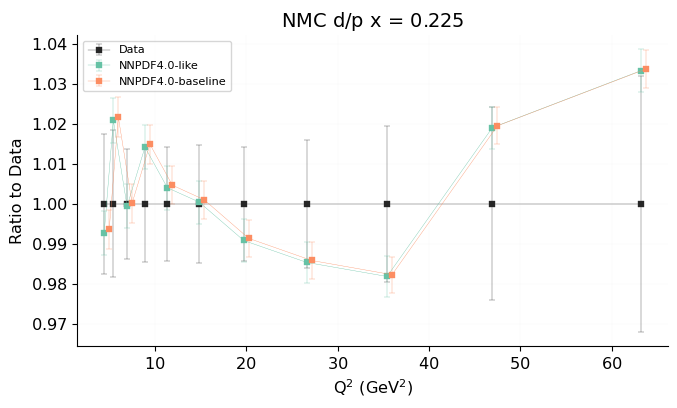 NMC d/p x = 0.225
Data
NNPDF4.0-like
NNPDF4.0-baseline
Ratio to Data
1.04
1.03
1.02
1.01
1.00
0.99
0.98
0.97
10 20 30 40 50 60
Q² (GeV²)